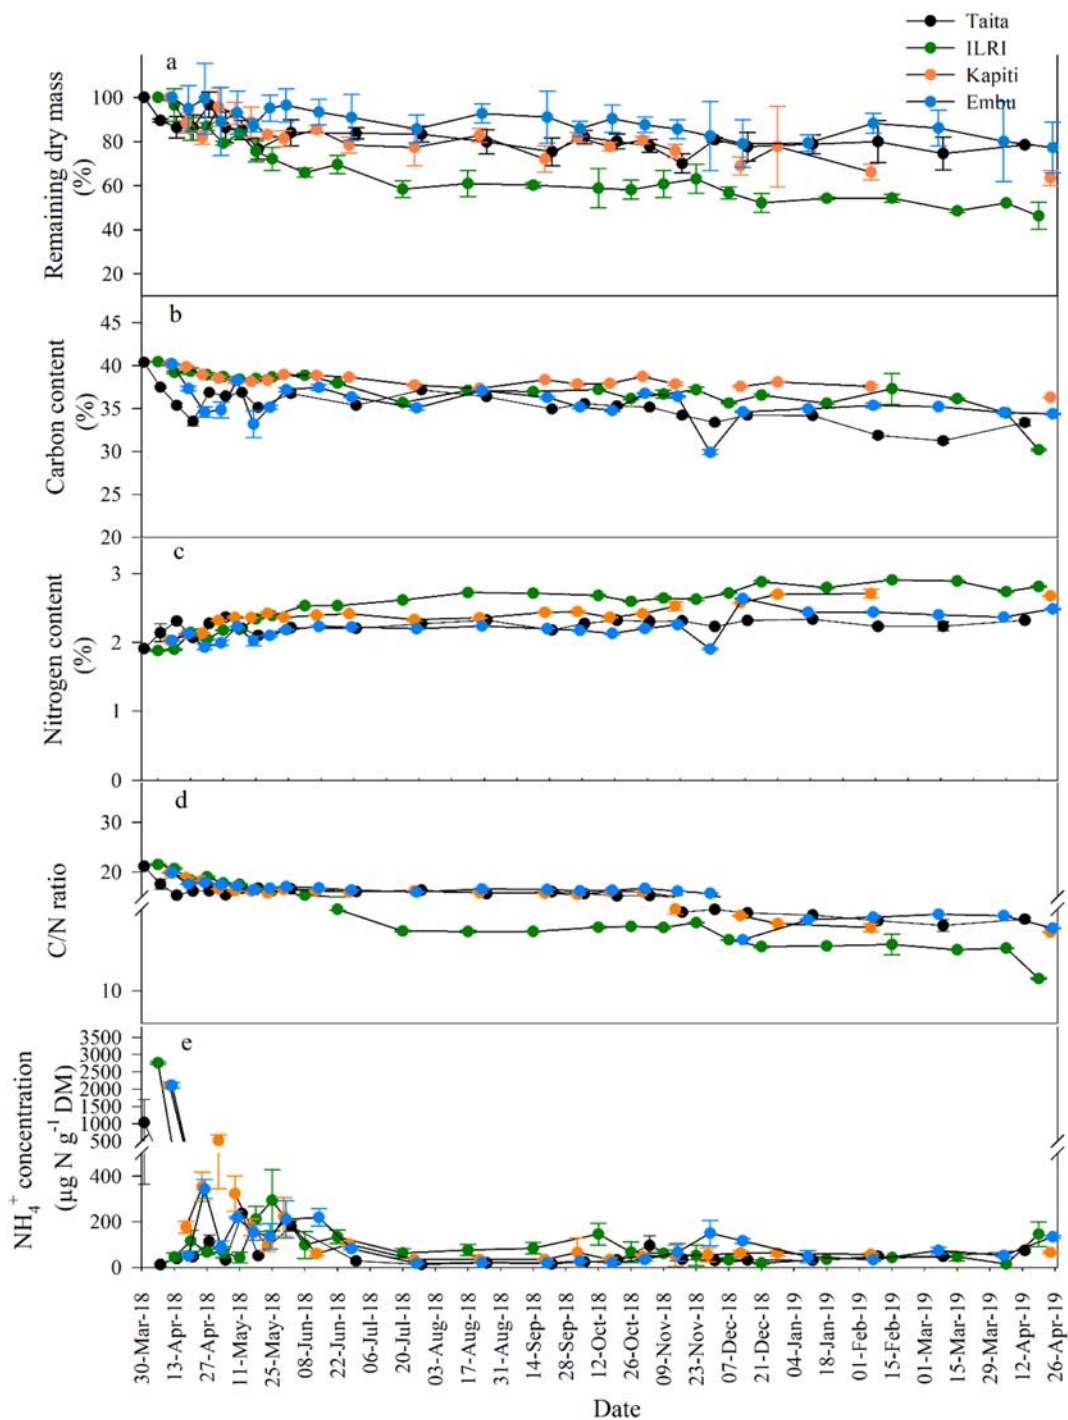 Taita
ILRI
Kapiti
Embu
a
Remaining dry mass
(%)
100
80
60
40
20
b
Carbon content
(%)
45
40
35
30
25
20
c
Nitrogen content
(%)
3
2
1
0
d
C/N ratio
30
20
10
e
NH₄⁺ concentration
(µg N g⁻¹ DM)
3500
3000
2500
2000
1500
1000
500
400
200
0
30-Mar-18
13-Apr-18
27-Apr-18
11-May-18
25-May-18
08-Jun-18
22-Jun-18
06-Jul-18
20-Jul-18
03-Aug-18
17-Aug-18
31-Aug-18
14-Sep-18
28-Sep-18
12-Oct-18
26-Oct-18
09-Nov-18
23-Nov-18
07-Dec-18
21-Dec-18
04-Jan-19
18-Jan-19
01-Feb-19
15-Feb-19
01-Mar-19
15-Mar-19
29-Mar-19
12-Apr-19
26-Apr-19
Date